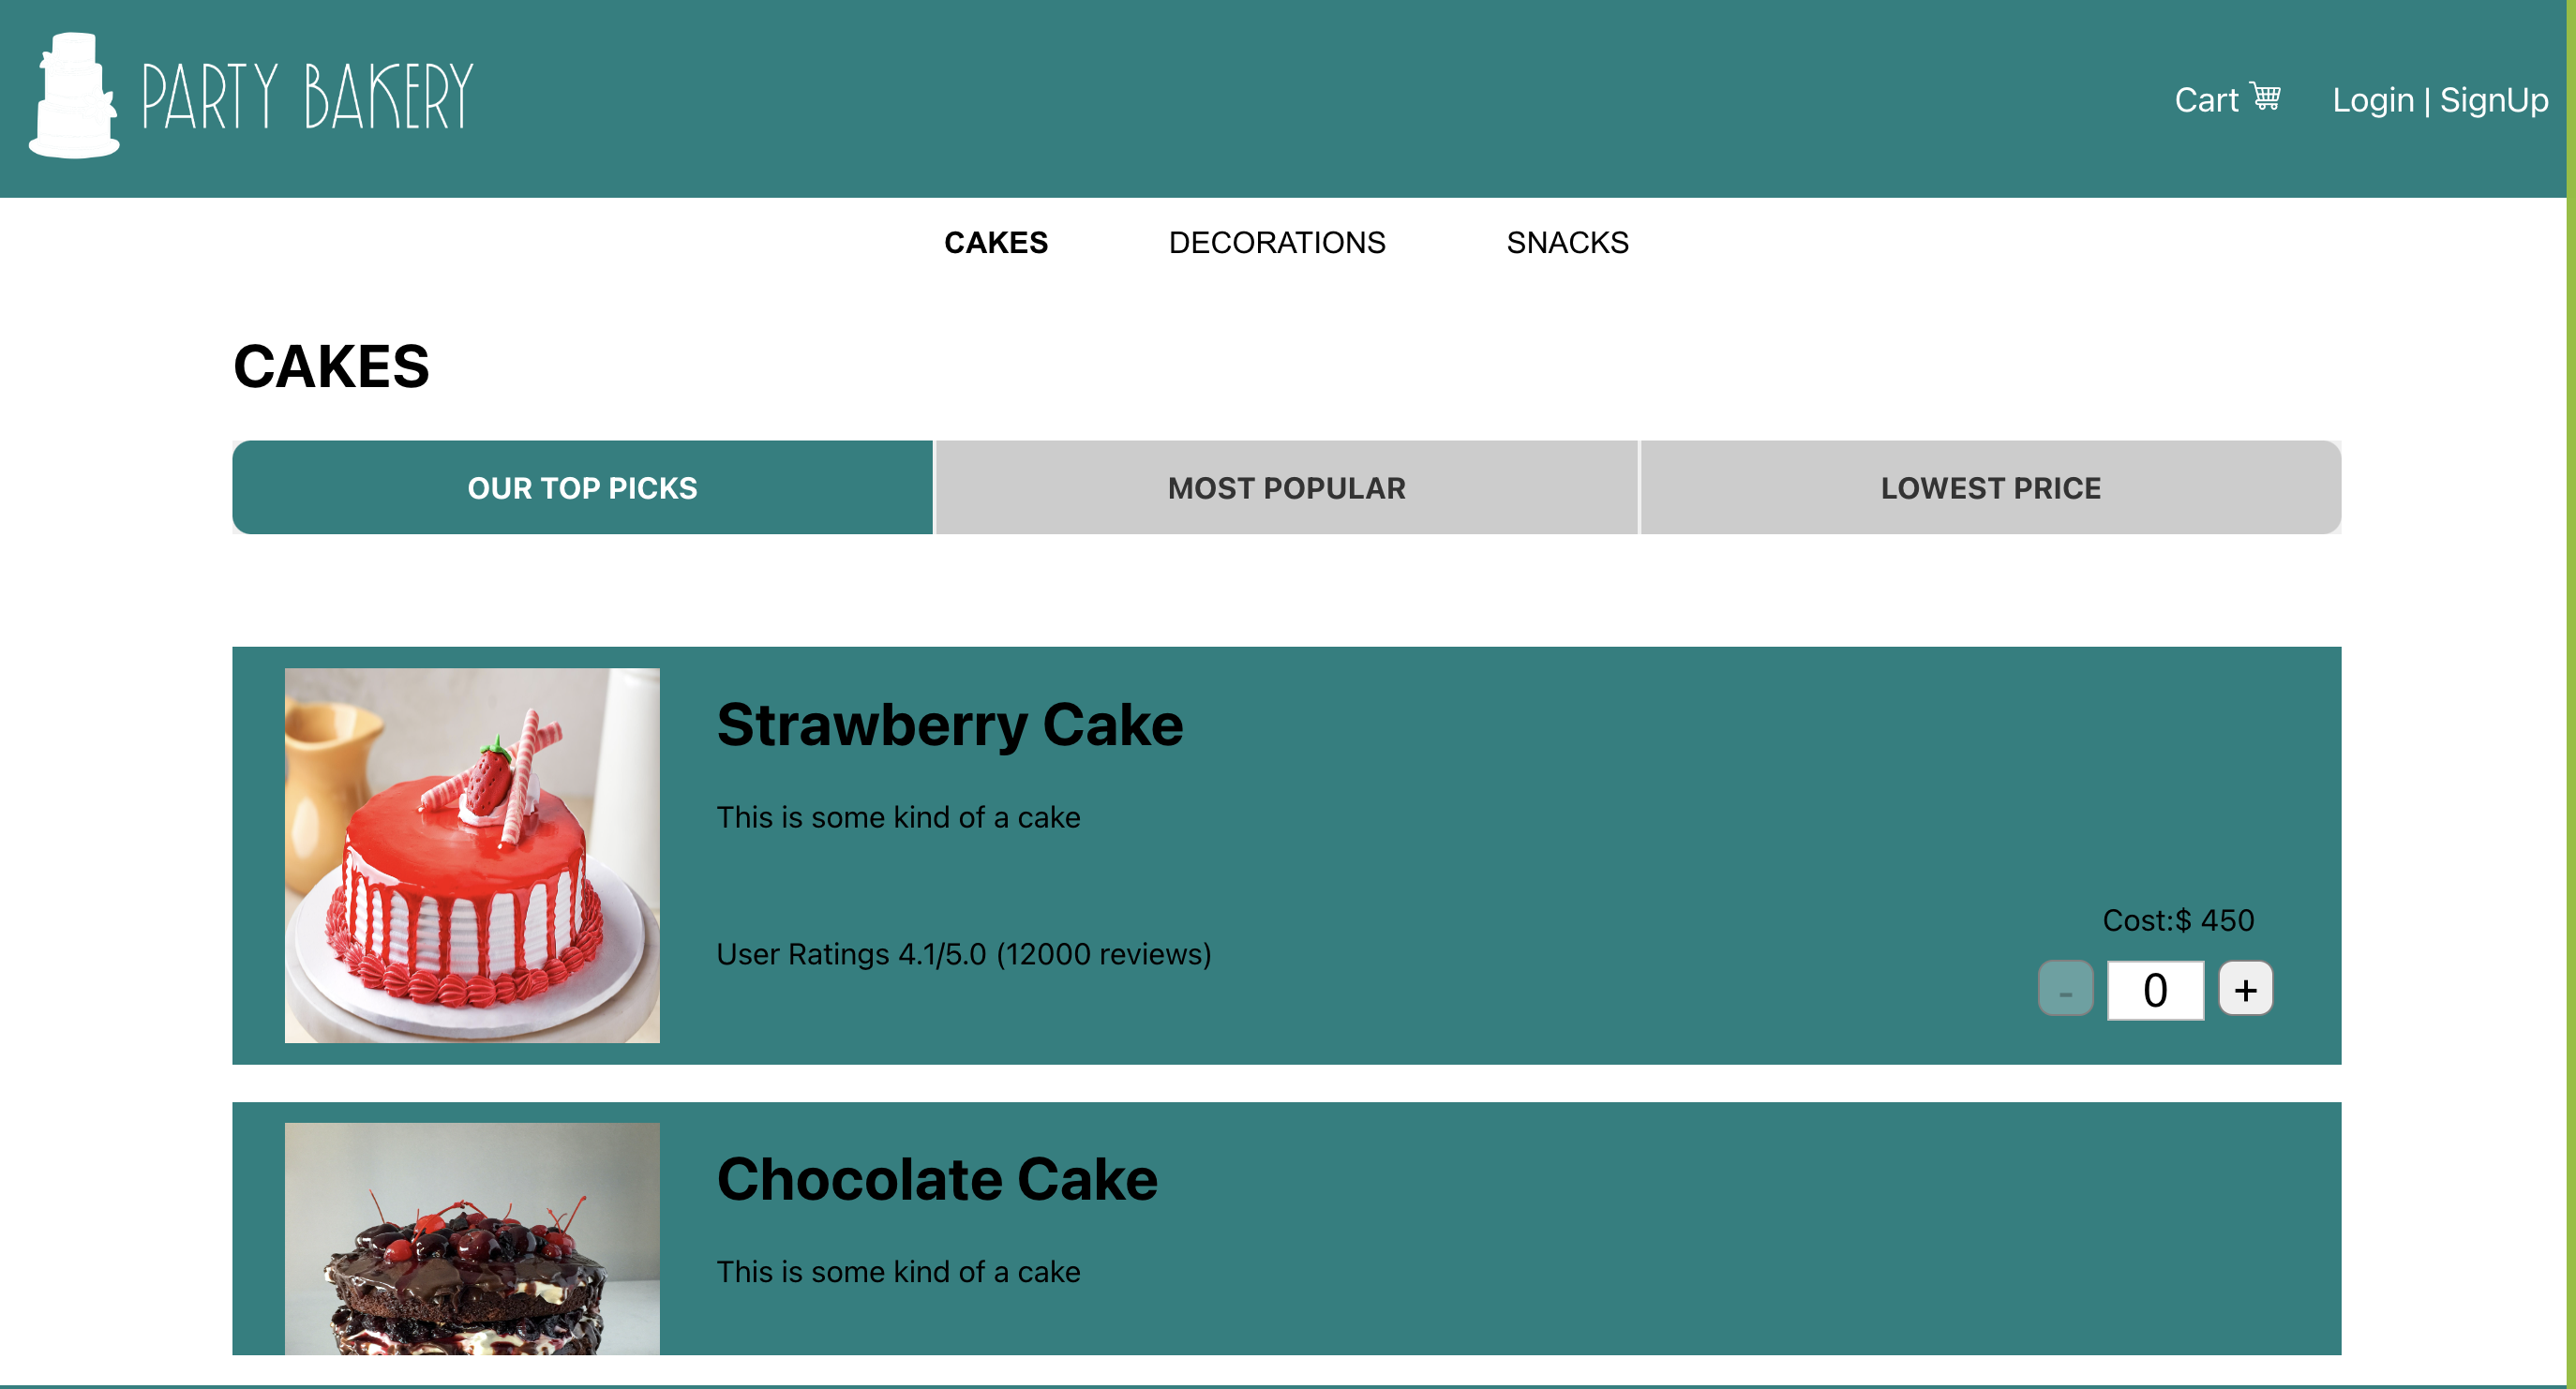 PARTY BAKERY
Cart
Login | SignUp
CAKES
DECORATIONS
SNACKS
CAKES
OUR TOP PICKS
MOST POPULAR
LOWEST PRICE
Strawberry Cake
This is some kind of a cake
User Ratings 4.1/5.0 (12000 reviews)
Cost:$ 450
- 0 +
Chocolate Cake
This is some kind of a cake